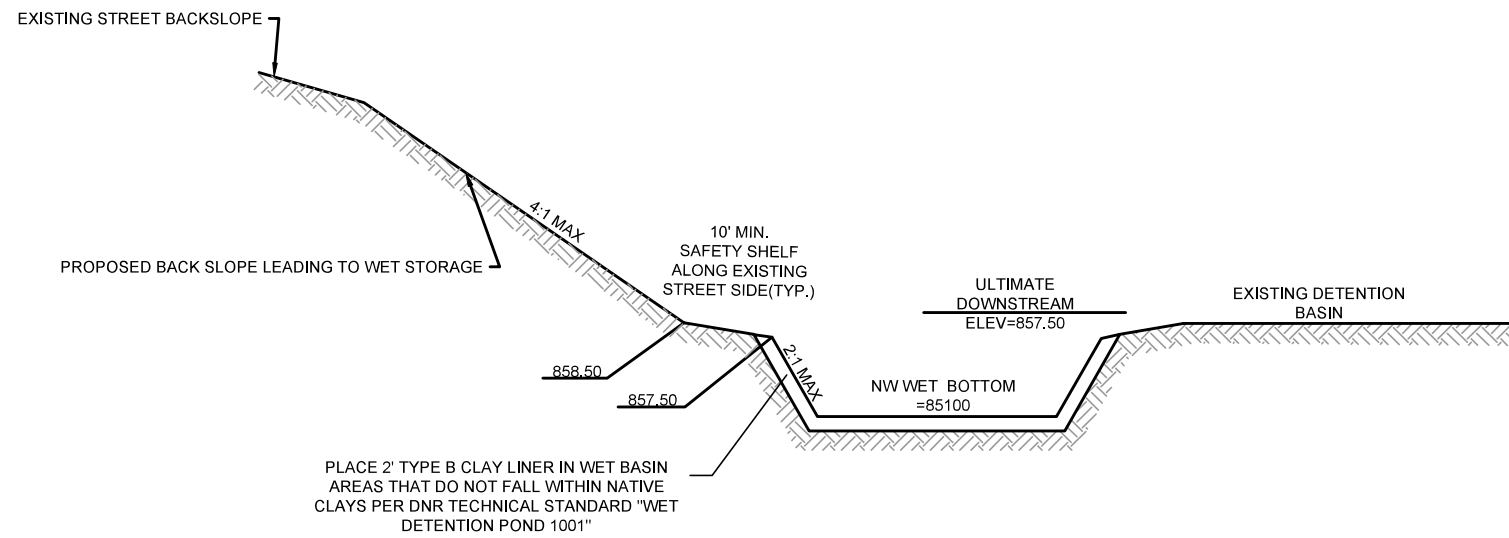 EXISTING STREET BACKSLOPE
4:1 MAX
PROPOSED BACK SLOPE LEADING TO WET STORAGE
10' MIN.
SAFETY SHELF
ALONG EXISTING
STREET SIDE(TYP.)
ULTIMATE
DOWNSTREAM
ELEV=857.50
EXISTING DETENTION
BASIN
858.50
857.50
2:1 MAX
NW WET BOTTOM
=85100
PLACE 2' TYPE B CLAY LINER IN WET BASIN
AREAS THAT DO NOT FALL WITHIN NATIVE
CLAYS PER DNR TECHNICAL STANDARD "WET
DETENTION POND 1001"